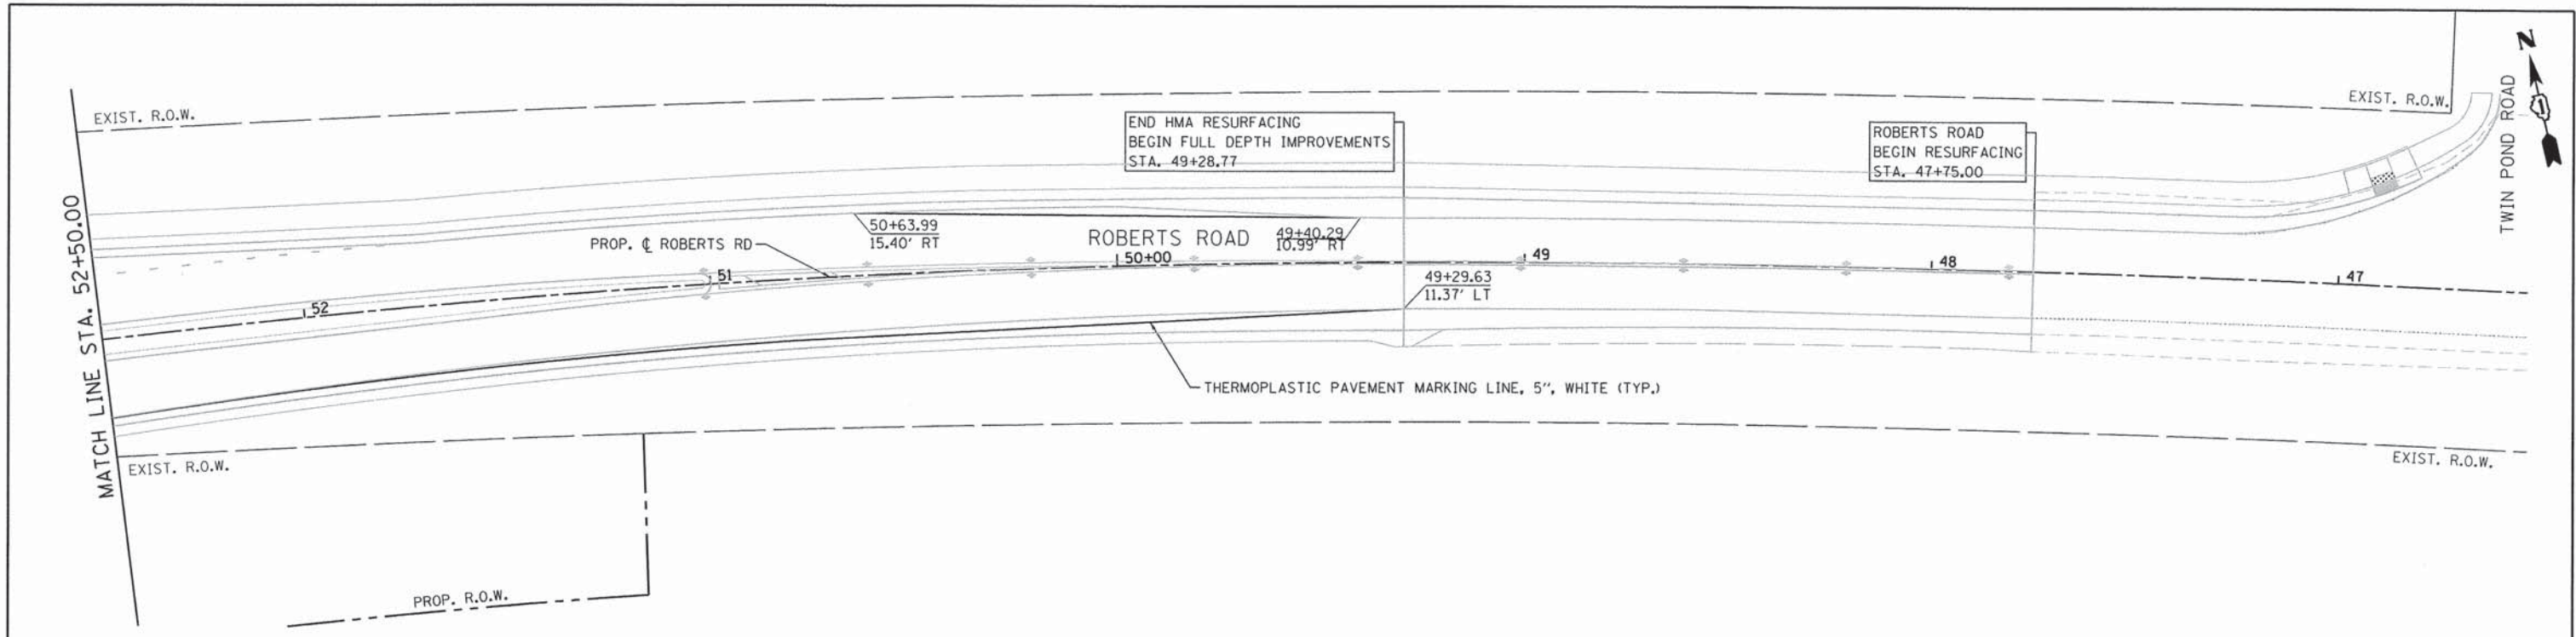 EXIST. R.O.W.
END HMA RESURFACING
BEGIN FULL DEPTH IMPROVEMENTS
STA. 49+28.77
ROBERTS ROAD
BEGIN RESURFACING
STA. 47+75.00
EXIST. R.O.W.
N
TWIN POND ROAD
MATCH LINE STA. 52+50.00
50+63.99
15.40' RT
PROP. ℄ ROBERTS RD
ROBERTS ROAD
49+40.29
10.99' RT
52
51
50+00
49
48
47
49+29.63
11.37' LT
THERMOPLASTIC PAVEMENT MARKING LINE, 5", WHITE (TYP.)
EXIST. R.O.W.
EXIST. R.O.W.
PROP. R.O.W.